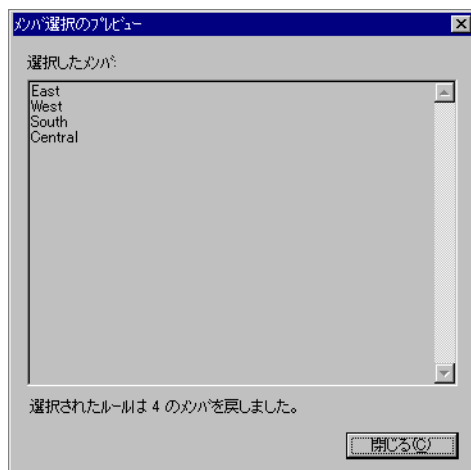 ﾒﾝﾊﾞ選択のﾌﾟﾚﾋﾞｭｰ
選択したﾒﾝﾊﾞ:
East
West
South
Central
選択されたﾙｰﾙは 4 のﾒﾝﾊﾞを戻しました。
閉じる(C)